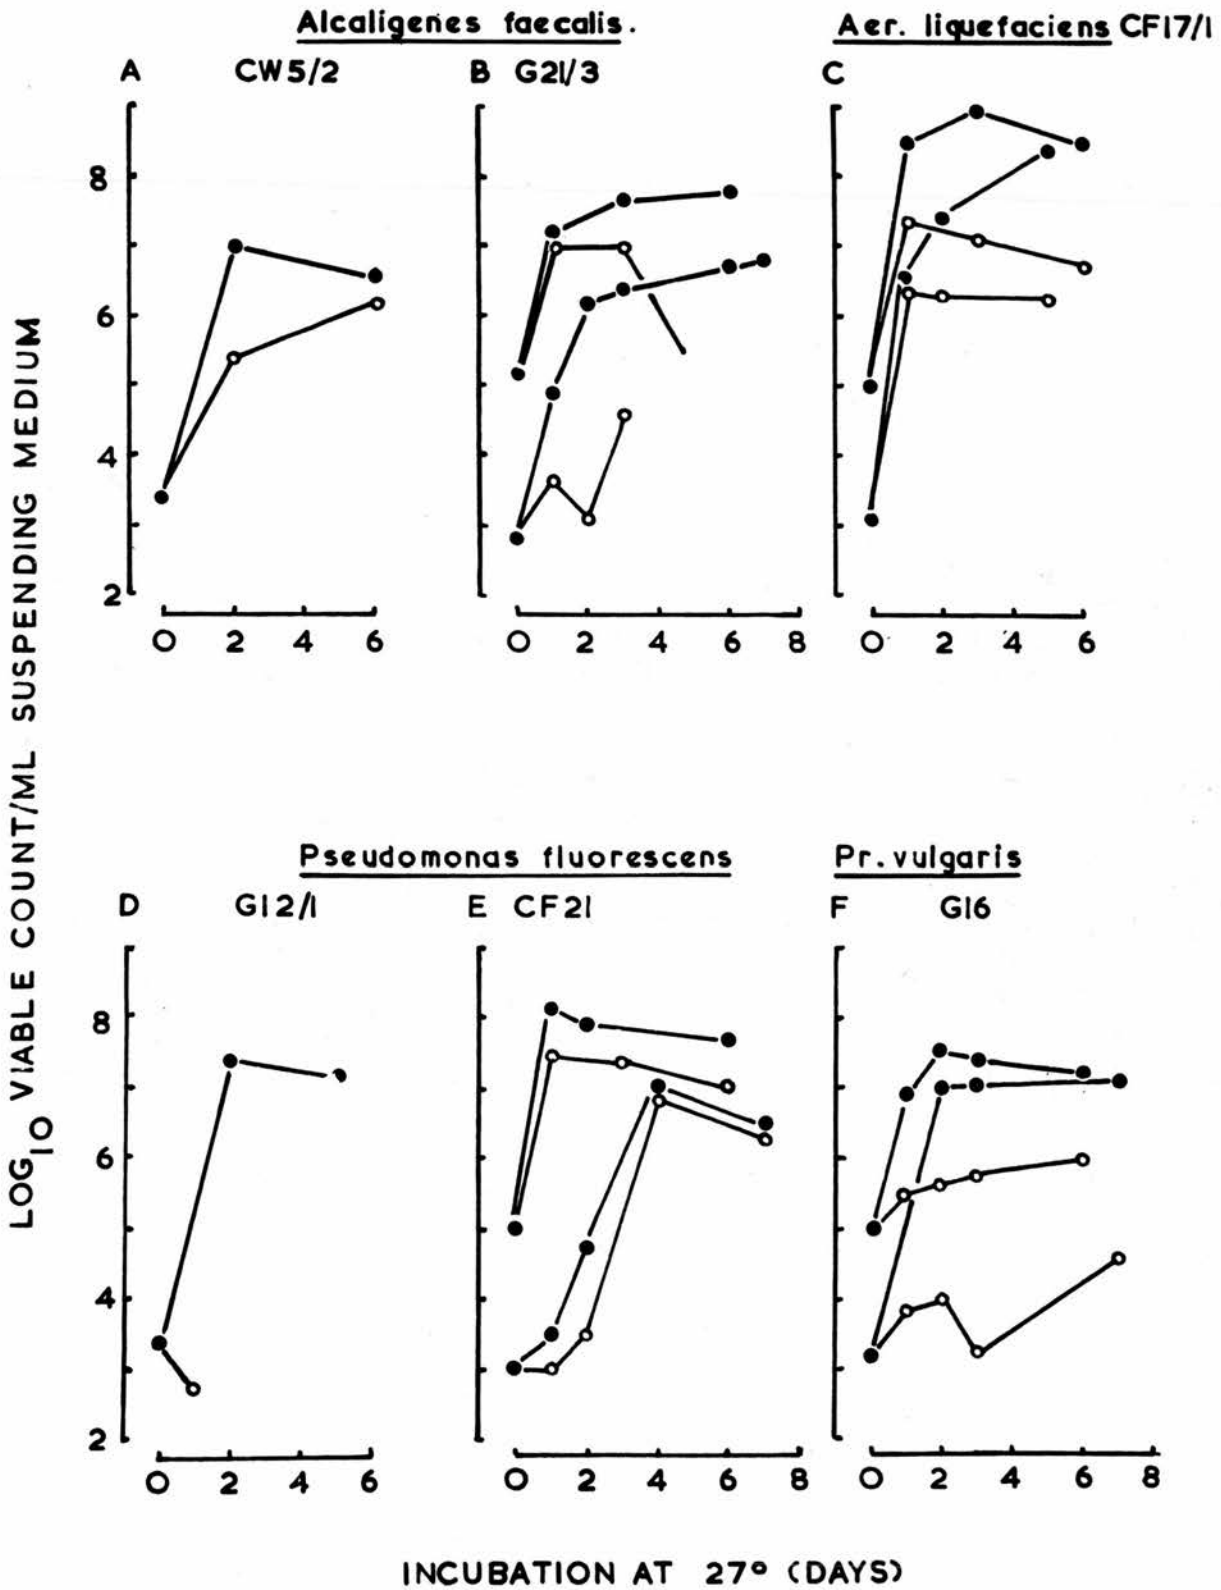 Alcaligenes faecalis.
Aer. liquefaciens CF17/1
A CW5/2
B G21/3
C
8
6
4
2
0 2 4 6
0 2 4 6 8
0 2 4 6
LOG10 VIABLE COUNT/ML SUSPENDING MEDIUM
Pseudomonas fluorescens
Pr. vulgaris
D G12/1
E CF21
F G16
8
6
4
2
0 2 4 6
0 2 4 6 8
0 2 4 6 8
INCUBATION AT 27° (DAYS)